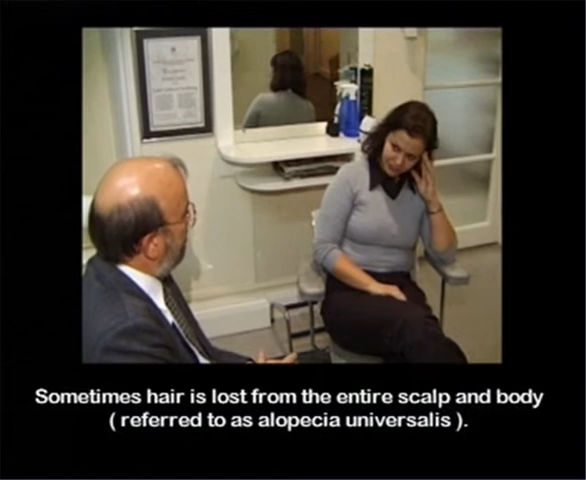 Sometimes hair is lost from the entire scalp and body
( referred to as alopecia universalis ).